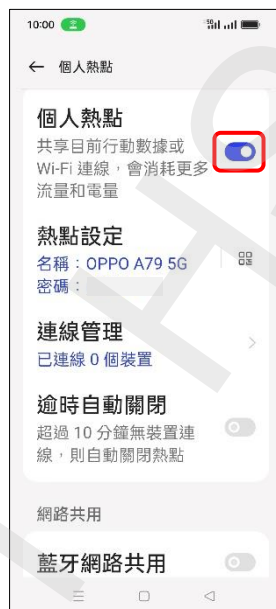 10:00
5G
← 個人熱點
個人熱點
共享目前行動數據或
Wi-Fi 連線，會消耗更多
流量和電量
熱點設定
名稱：OPPO A79 5G
密碼：
連線管理
已連線 0 個裝置
逾時自動關閉
超過 10 分鐘無裝置連
線，則自動關閉熱點
網路共用
藍牙網路共用